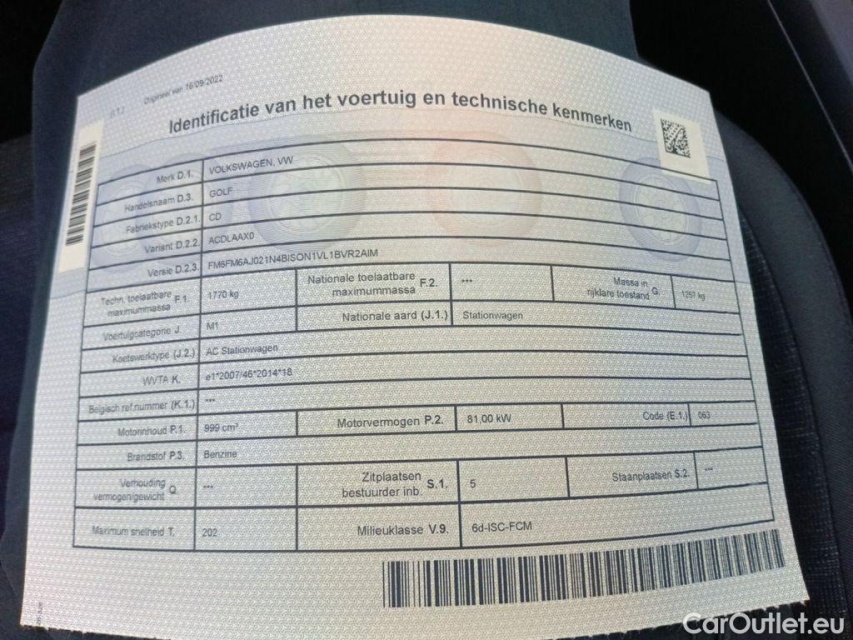 Origineel van 16/09/2022
Identificatie van het voertuig en technische kenmerken
Merk D.1. VOLKSWAGEN, VW
Handelsnaam D.3. GOLF
Fabriekstype D.2.1. CD
Variant D.2.2. ACDLAAX0
Versie D.2.3. FM6FM6AJ021N4BISON1VL1BVR2AIM
Techn. toelaatbare maximummassa F.1. 1770 kg Nationale toelaatbare maximummassa F.2. *** Massa in rijklare toestand G
Voertuigcategorie J. M1 Nationale aard (J.1.) Stationwagen
Koetswerktype (J.2.) AC Stationwagen
WVTA K. e1*2007/46*2014*18
Belgisch ref.nummer (K.1.) ***
Motorinhoud P.1. 999 cm³ Motorvermogen P.2. 81,00 kW Code (E.1.) 063
Brandstof P.3. Benzine
Verhouding vermogen/gewicht Q. *** Zitplaatsen bestuurder inb. S.1. 5 Staanplaatsen S.2. ***
Maximum snelheid T. 202 Milieuklasse V.9. 6d-ISC-FCM
CarOutlet.eu